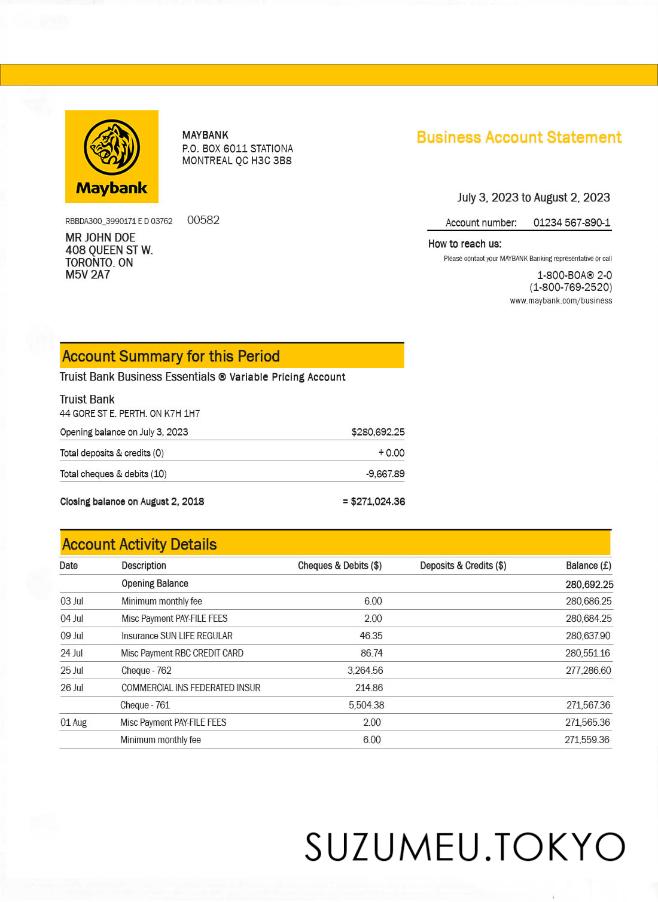 Maybank
MAYBANK
P.O. BOX 6011 STATIONA
MONTREAL QC H3C 3B8
Business Account Statement
July 3, 2023 to August 2, 2023
RBBDA300_3990171 E D 03762 00582
Account number: 01234 567-890-1
MR JOHN DOE
408 QUEEN ST W.
TORONTO. ON
M5V 2A7
How to reach us:
Please contact your MAYBANK Banking representative or call
1-800-BOA® 2-0
(1-800-769-2520)
www.maybank.com/business
Account Summary for this Period
Truist Bank Business Essentials ® Variable Pricing Account
Truist Bank
44 GORE ST E, PERTH. ON K7H 1H7
Opening balance on July 3, 2023 $280,692.25
Total deposits & credits (0) + 0.00
Total cheques & debits (10) -9,667.89
Closing balance on August 2, 2018 = $271,024.36
Account Activity Details
Date Description Cheques & Debits ($) Deposits & Credits ($) Balance (£)
Opening Balance 280,692.25
03 Jul Minimum monthly fee 6.00 280,686.25
04 Jul Misc Payment PAY-FILE FEES 2.00 280,684.25
09 Jul Insurance SUN LIFE REGULAR 46.35 280,637.90
24 Jul Misc Payment RBC CREDIT CARD 86.74 280,551.16
25 Jul Cheque - 762 3,264.56 277,286.60
26 Jul COMMERCIAL INS FEDERATED INSUR 214.86
Cheque - 761 5,504.38 271,567.36
01 Aug Misc Payment PAY-FILE FEES 2.00 271,565.36
Minimum monthly fee 6.00 271,559.36
SUZUMEU.TOKYO